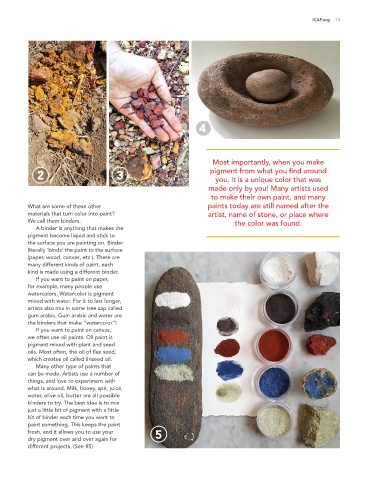 iCAP.org 13
4
2
3
Most importantly, when you make
pigment from what you find around
you, it is a unique color that was
made only by you! Many artists used
to make their own paint, and many
paints today are still named after the
artist, name of stone, or place where
the color was found.
What are some of these other
materials that turn color into paint?
We call them binders.
A binder is anything that makes the
pigment become liquid and stick to
the surface you are painting on. Binder
literally 'binds' the paint to the surface
(paper, wood, canvas, etc.). There are
many different kinds of paint, each
kind is made using a different binder.
If you want to paint on paper,
for example, many people use
watercolors. Watercolor is pigment
mixed with water. For it to last longer,
artists also mix in some tree sap called
gum arabic. Gum arabic and water are
the binders that make "watercolor"!
If you want to paint on canvas,
we often use oil paints. Oil paint is
pigment mixed with plant and seed
oils. Most often, the oil of flax seed,
which creates oil called linseed oil.
Many other type of paints that
can be made. Artists use a number of
things, and love to experiment with
what is around. Milk, honey, spit, juice,
water, olive oil, butter are all possible
binders to try. The best idea is to mix
just a little bit of pigment with a little
bit of binder each time you want to
paint something. This keeps the paint
fresh, and it allows you to use your
dry pigment over and over again for
different projects. (See #5)
5